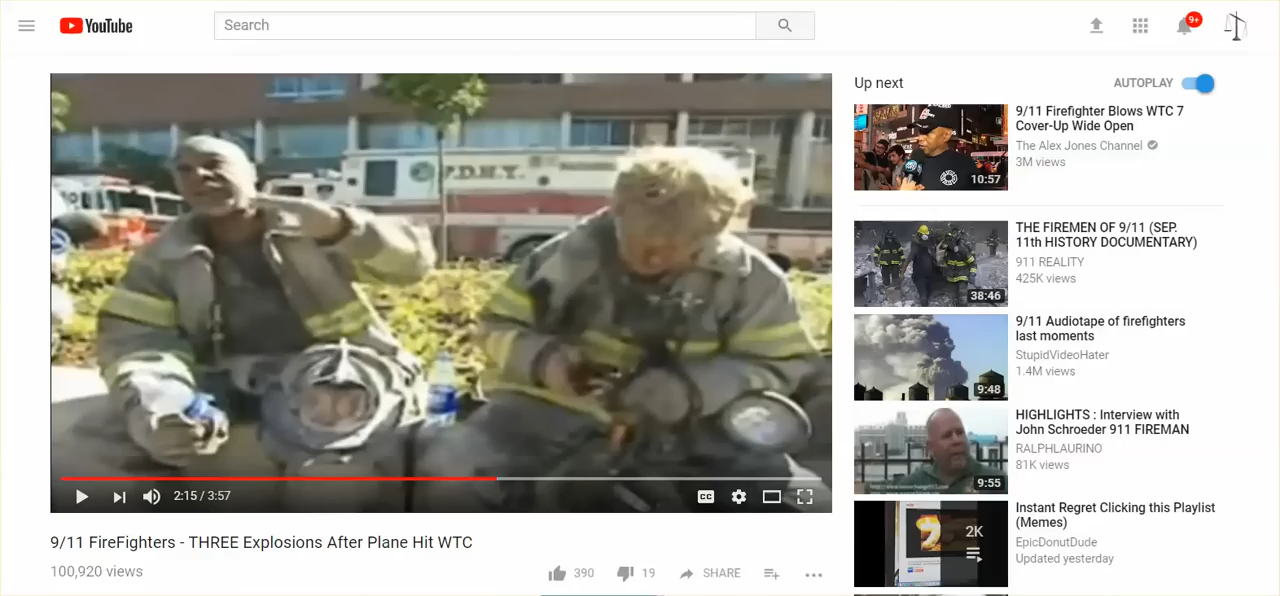 YouTube
Search
9+
F.D.N.Y.
2:15 / 3:57
CC
9/11 FireFighters - THREE Explosions After Plane Hit WTC
100,920 views
390
19
SHARE
Up next
AUTOPLAY
10:57
9/11 Firefighter Blows WTC 7
Cover-Up Wide Open
The Alex Jones Channel
3M views
38:46
THE FIREMEN OF 9/11 (SEP.
11th HISTORY DOCUMENTARY)
911 REALITY
425K views
9:48
9/11 Audiotape of firefighters
last moments
StupidVideoHater
1.4M views
9:55
HIGHLIGHTS : Interview with
John Schroeder 911 FIREMAN
RALPHLAURINO
81K views
2K
Instant Regret Clicking this Playlist
(Memes)
EpicDonutDude
Updated yesterday